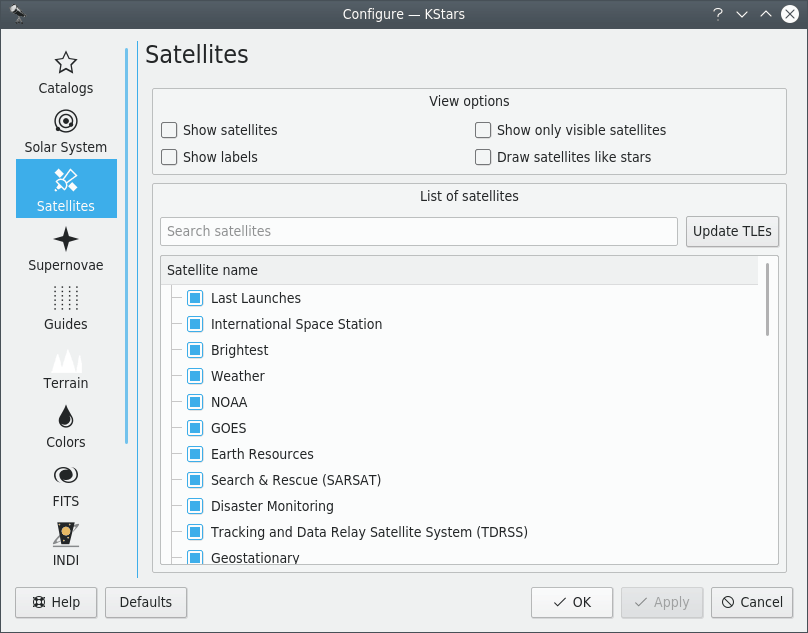 Configure — KStars
Catalogs
Solar System
Satellites
Supernovae
Guides
Terrain
Colors
FITS
INDI
Satellites
View options
Show satellites
Show only visible satellites
Show labels
Draw satellites like stars
List of satellites
Search satellites
Update TLEs
Satellite name
Last Launches
International Space Station
Brightest
Weather
NOAA
GOES
Earth Resources
Search & Rescue (SARSAT)
Disaster Monitoring
Tracking and Data Relay Satellite System (TDRSS)
Geostationary
Help
Defaults
OK
Apply
Cancel